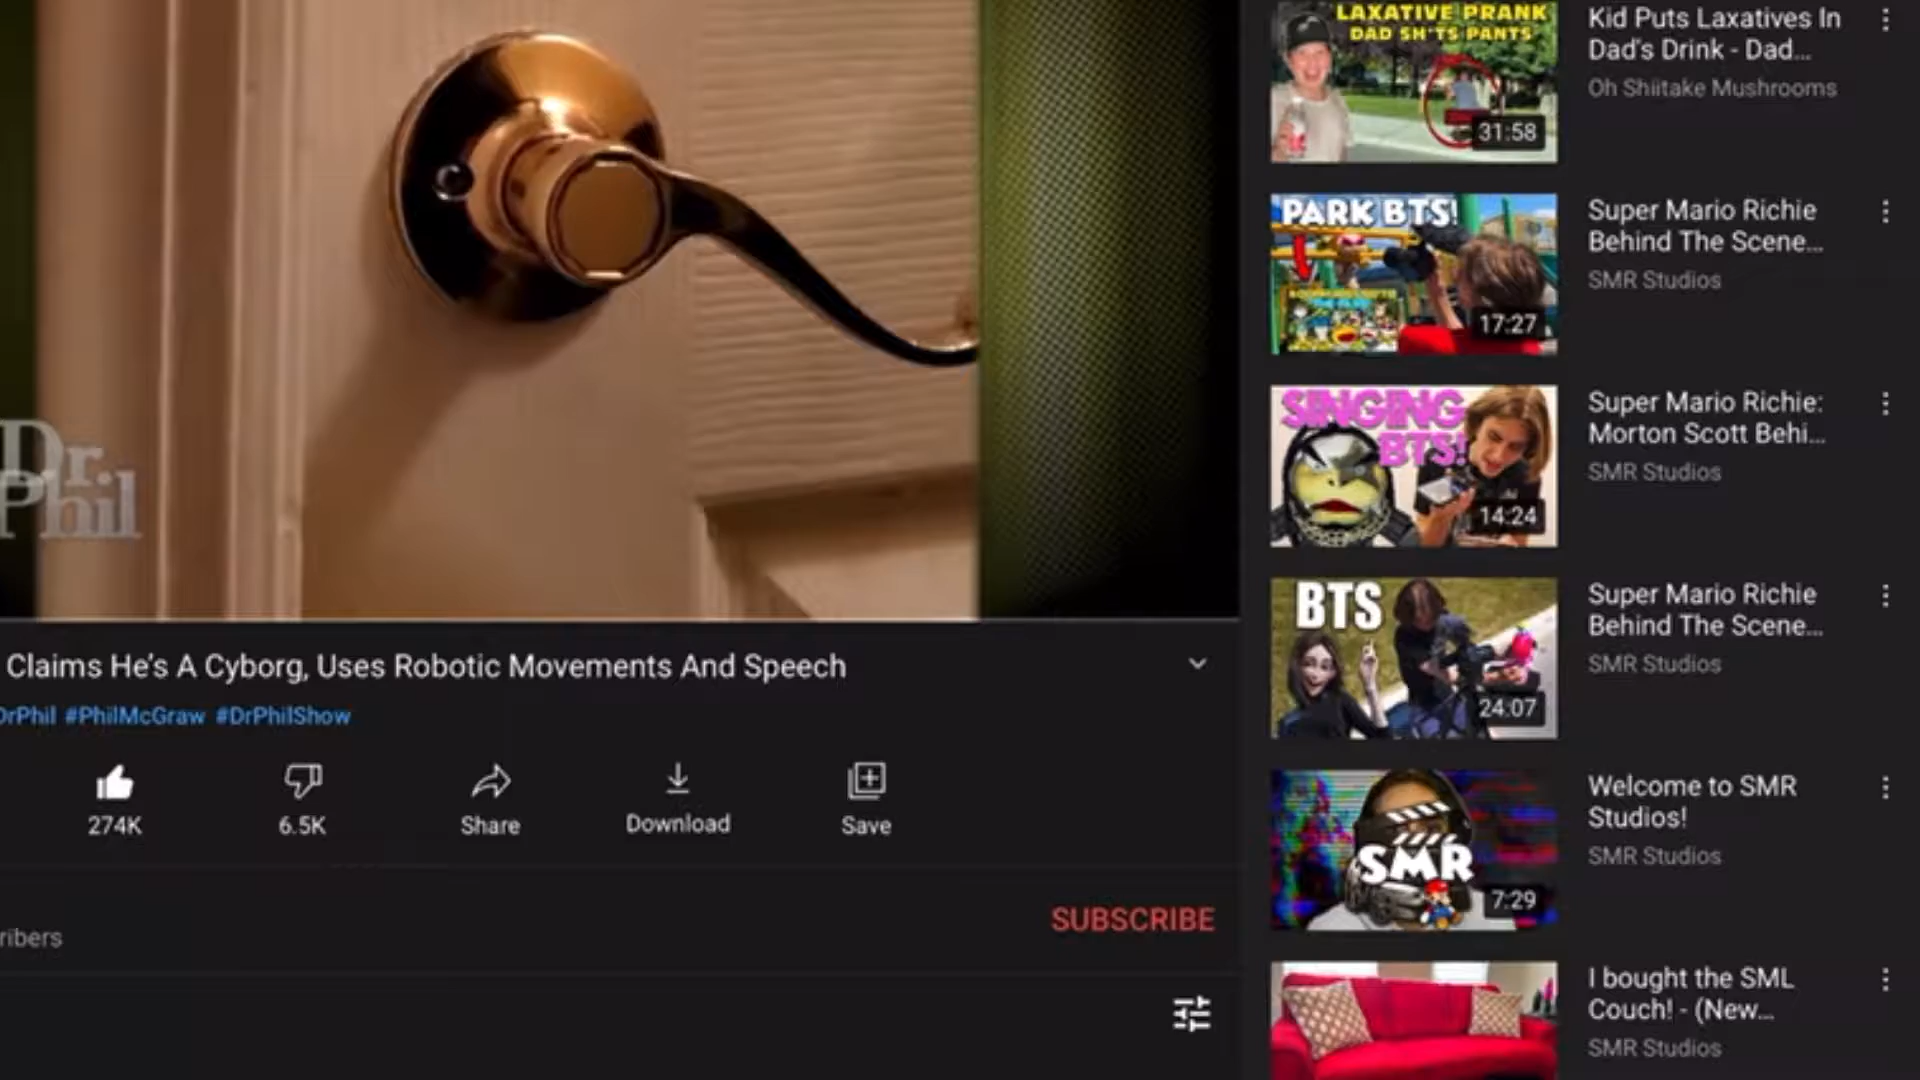 Dr.
Phil
Claims He's A Cyborg, Uses Robotic Movements And Speech
DrPhil #PhilMcGraw #DrPhilShow
274K
6.5K
Share
Download
Save
ribers
SUBSCRIBE
LAXATIVE PRANK
DAD SH*TS PANTS
31:58
Kid Puts Laxatives In
Dad's Drink - Dad...
Oh Shiitake Mushrooms
PARK BTS!
17:27
Super Mario Richie
Behind The Scene...
SMR Studios
SINGING
BTS!
14:24
Super Mario Richie:
Morton Scott Behi...
SMR Studios
BTS
24:07
Super Mario Richie
Behind The Scene...
SMR Studios
SMR
7:29
Welcome to SMR
Studios!
SMR Studios
I bought the SML
Couch! - (New...
SMR Studios